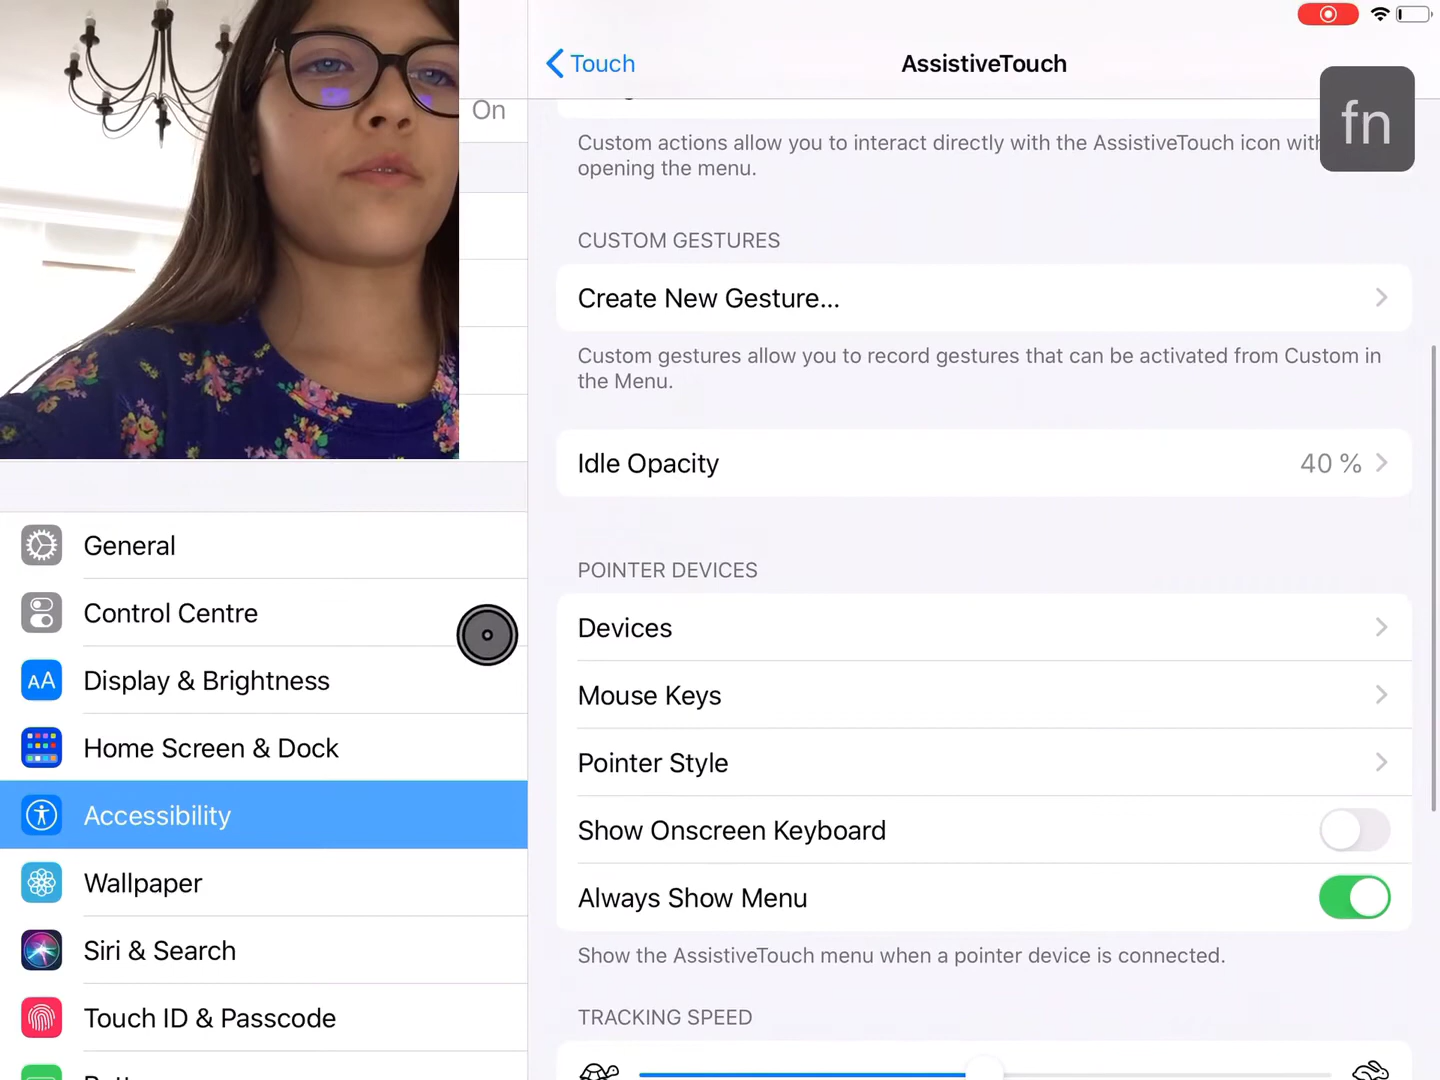 Touch
AssistiveTouch
fn
On
Custom actions allow you to interact directly with the AssistiveTouch icon with
opening the menu.
CUSTOM GESTURES
Create New Gesture...
Custom gestures allow you to record gestures that can be activated from Custom in
the Menu.
Idle Opacity
40 %
POINTER DEVICES
Devices
Mouse Keys
Pointer Style
Show Onscreen Keyboard
Always Show Menu
Show the AssistiveTouch menu when a pointer device is connected.
TRACKING SPEED
General
Control Centre
AA
Display & Brightness
Home Screen & Dock
Accessibility
Wallpaper
Siri & Search
Touch ID & Passcode